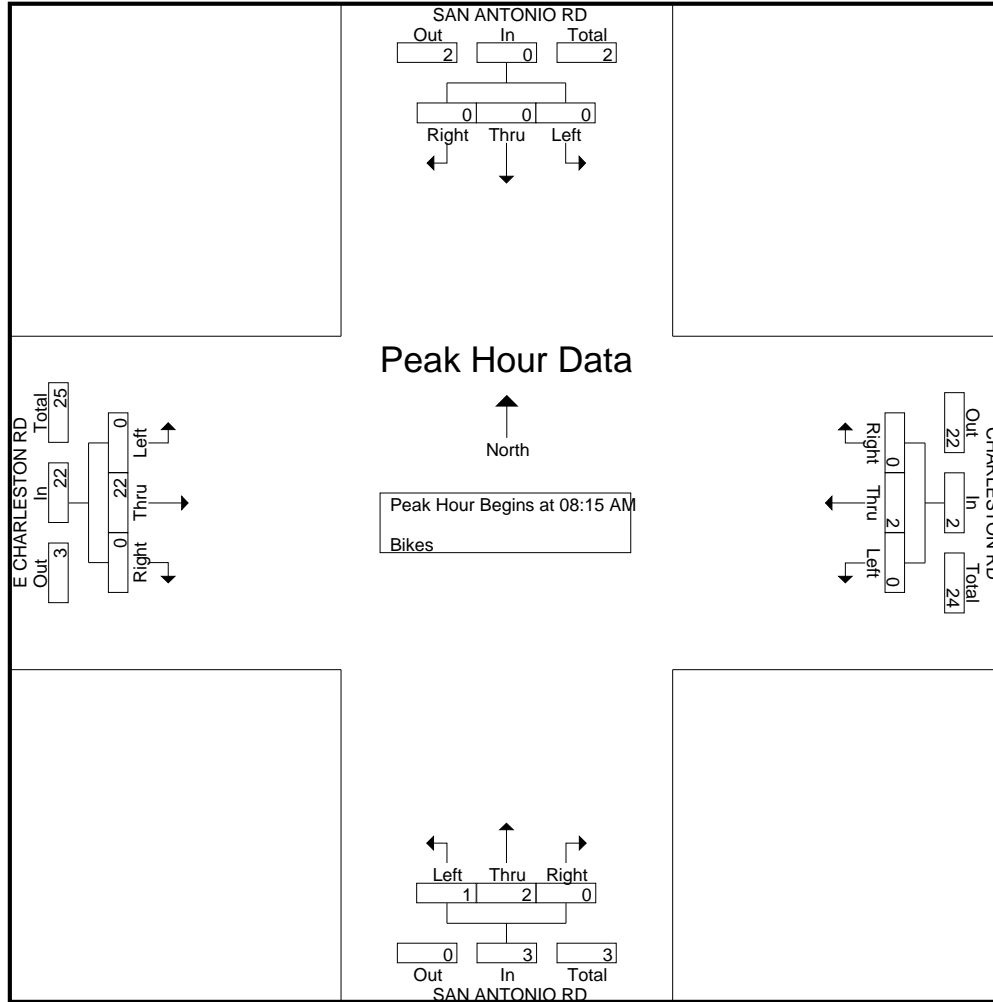 SAN ANTONIO RD
Out In Total
2 0 2
0 0 0
Right Thru Left
Peak Hour Data
North
Peak Hour Begins at 08:15 AM
Bikes
E CHARLESTON RD
Out In Total
3 22 25
0 22 0
Right Thru Left
Right Thru Left
0 2 0
22 2 24
Out In Total
CHARLESTON RD
Left Thru Right
1 2 0
0 3 3
Out In Total
SAN ANTONIO RD